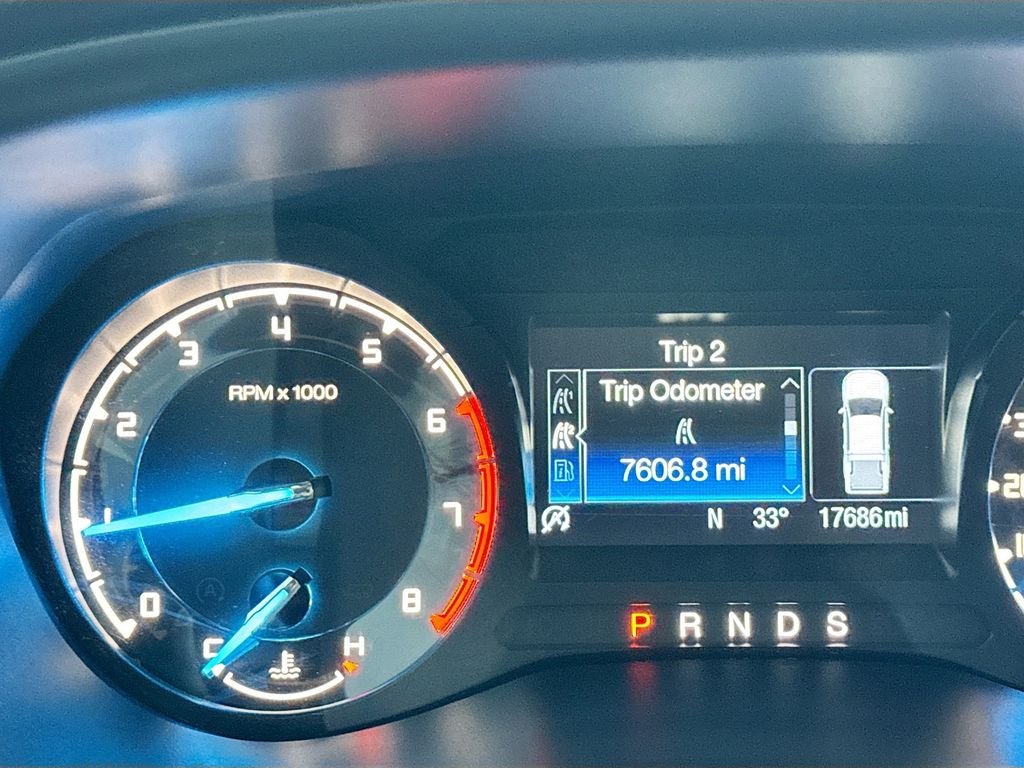 4
3
5
RPM x 1000
2
6
1
7
0
8
C
H
Trip 2
Trip Odometer
7606.8 mi
N 33° 17686mi
P R N D S
20